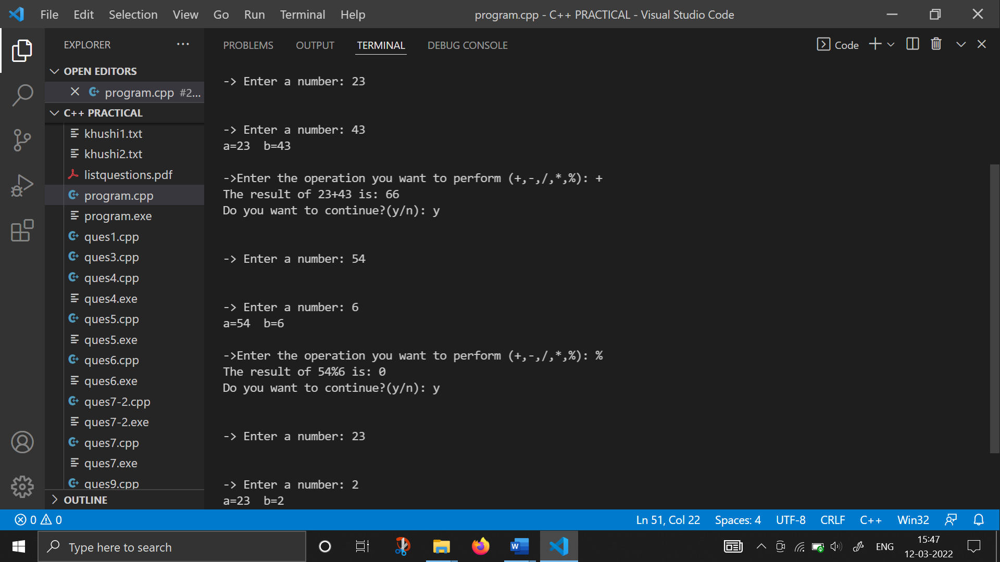 File Edit Selection View Go Run Terminal Help
program.cpp - C++ PRACTICAL - Visual Studio Code
EXPLORER
OPEN EDITORS
program.cpp #2...
C++ PRACTICAL
khushi1.txt
khushi2.txt
listquestions.pdf
program.cpp
program.exe
ques1.cpp
ques3.cpp
ques4.cpp
ques4.exe
ques5.cpp
ques5.exe
ques6.cpp
ques6.exe
ques7-2.cpp
ques7-2.exe
ques7.cpp
ques7.exe
ques9.cpp
OUTLINE
PROBLEMS OUTPUT TERMINAL DEBUG CONSOLE
Code
-> Enter a number: 23
-> Enter a number: 43
a=23  b=43
->Enter the operation you want to perform (+,-,/,*,%): +
The result of 23+43 is: 66
Do you want to continue?(y/n): y
-> Enter a number: 54
-> Enter a number: 6
a=54  b=6
->Enter the operation you want to perform (+,-,/,*,%): %
The result of 54%6 is: 0
Do you want to continue?(y/n): y
-> Enter a number: 23
-> Enter a number: 2
a=23  b=2
0 0
Ln 51, Col 22 Spaces: 4 UTF-8 CRLF C++ Win32
Type here to search
W
ENG
15:47
12-03-2022